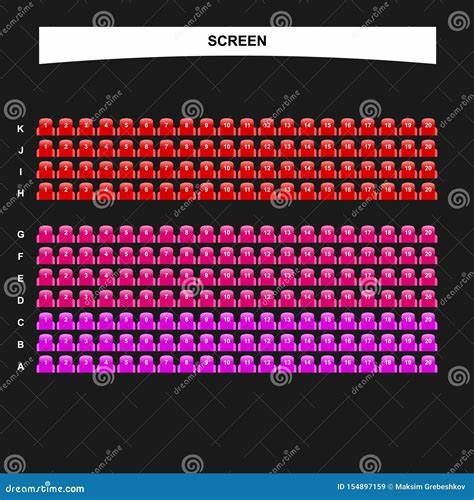 SCREEN
K 1 2 3 4 5 6 7 8 9 10 11 12 13 14 15 16 17 18 19 20
J 1 2 3 4 5 6 7 8 9 10 11 12 13 14 15 16 17 18 19 20
I 1 2 3 4 5 6 7 8 9 10 11 12 13 14 15 16 17 18 19 20
H 1 2 3 4 5 6 7 8 9 10 11 12 13 14 15 16 17 18 19 20
G 1 2 3 4 5 6 7 8 9 10 11 12 13 14 15 16 17 18 19 20
F 1 2 3 4 5 6 7 8 9 10 11 12 13 14 15 16 17 18 19 20
E 1 2 3 4 5 6 7 8 9 10 11 12 13 14 15 16 17 18 19 20
D 1 2 3 4 5 6 7 8 9 10 11 12 13 14 15 16 17 18 19 20
C 1 2 3 4 5 6 7 8 9 10 11 12 13 14 15 16 17 18 19 20
B 1 2 3 4 5 6 7 8 9 10 11 12 13 14 15 16 17 18 19 20
A 1 2 3 4 5 6 7 8 9 10 11 12 13 14 15 16 17 18 19 20
dreamstime.com
ID 154897159 © Maksim Grebeshkov